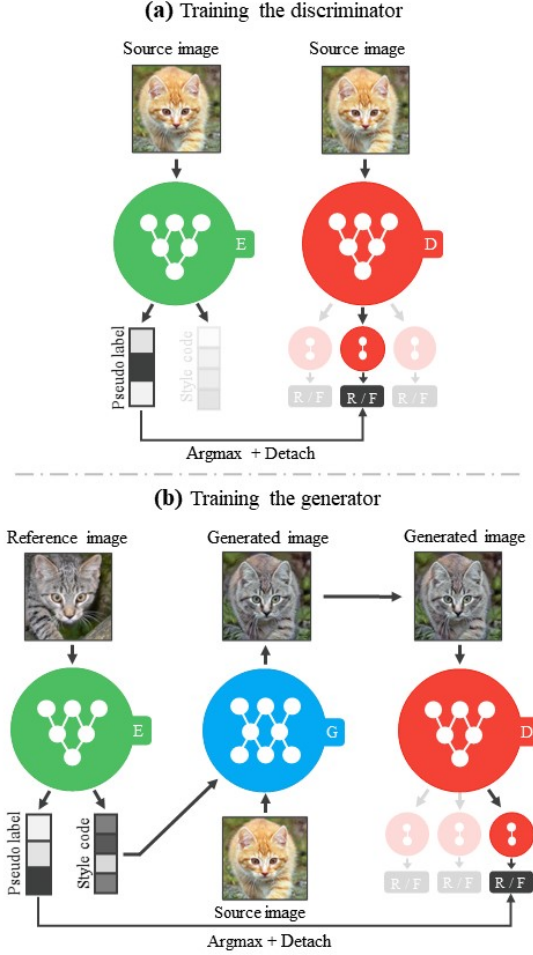 (a) Training the discriminator
Source image
Source image
E
D
Pseudo label
Style code
R / F
R / F
R / F
Argmax + Detach
(b) Training the generator
Reference image
Generated image
Generated image
E
G
D
Pseudo label
Style code
Source image
R / F
R / F
R / F
Argmax + Detach